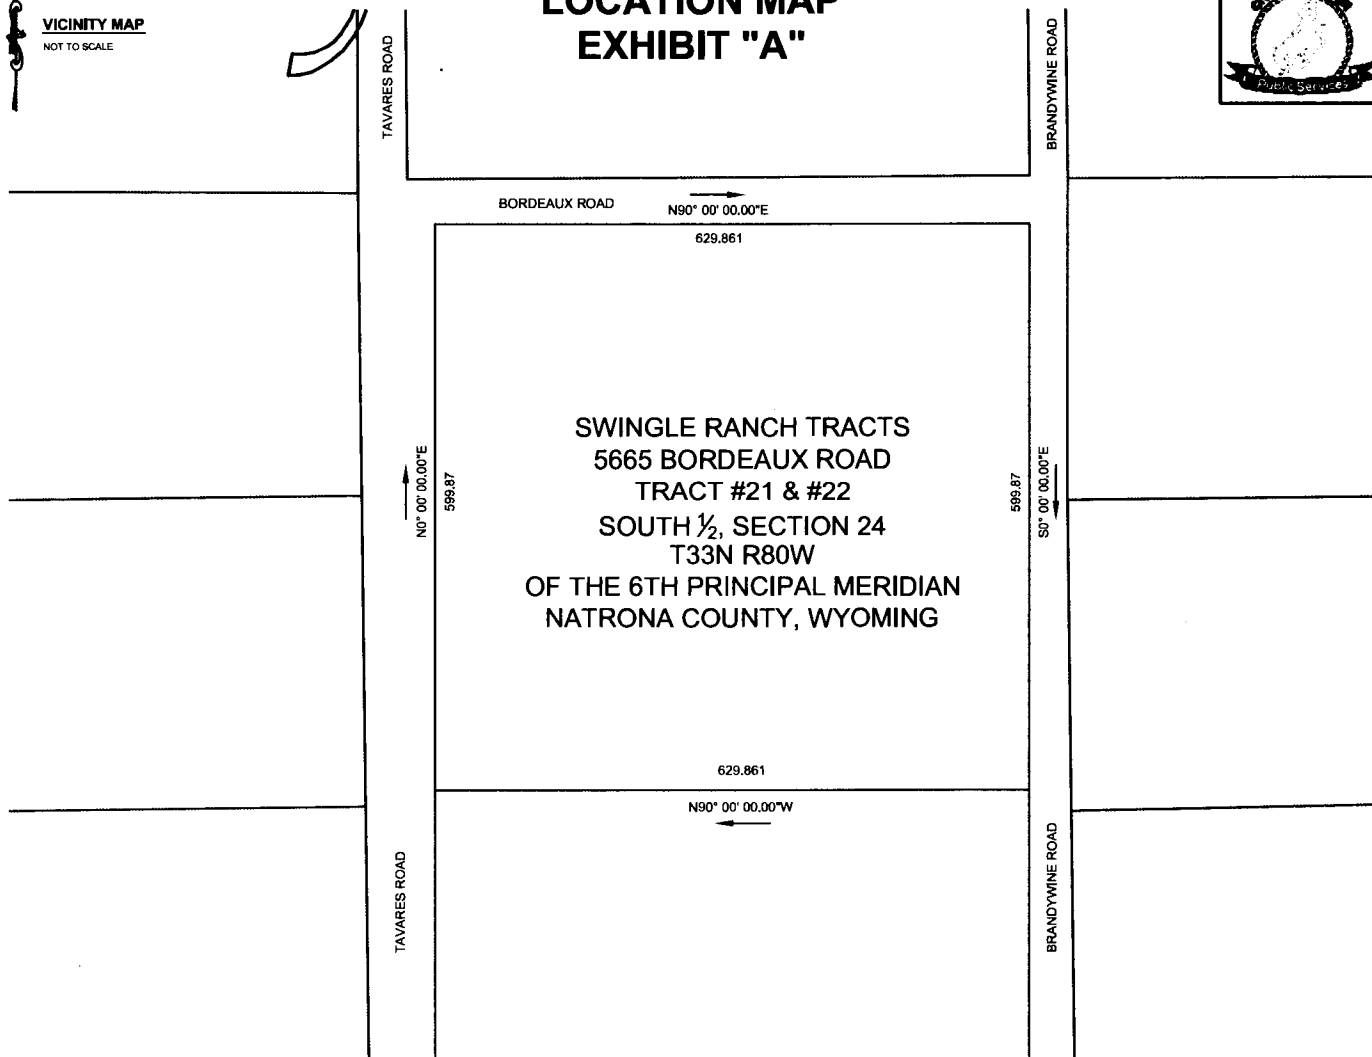 LOCATION MAP
EXHIBIT "A"
VICINITY MAP
NOT TO SCALE
TAVARES ROAD
BRANDYWINE ROAD
Public Services
BORDEAUX ROAD
N90° 00' 00.00"E
629.861
SWINGLE RANCH TRACTS
5665 BORDEAUX ROAD
TRACT #21 & #22
SOUTH ½, SECTION 24
T33N R80W
OF THE 6TH PRINCIPAL MERIDIAN
NATRONA COUNTY, WYOMING
N0° 00' 00.00"E
599.87
599.87
S0° 00' 00.00"E
629.861
N90° 00' 00.00"W
TAVARES ROAD
BRANDYWINE ROAD